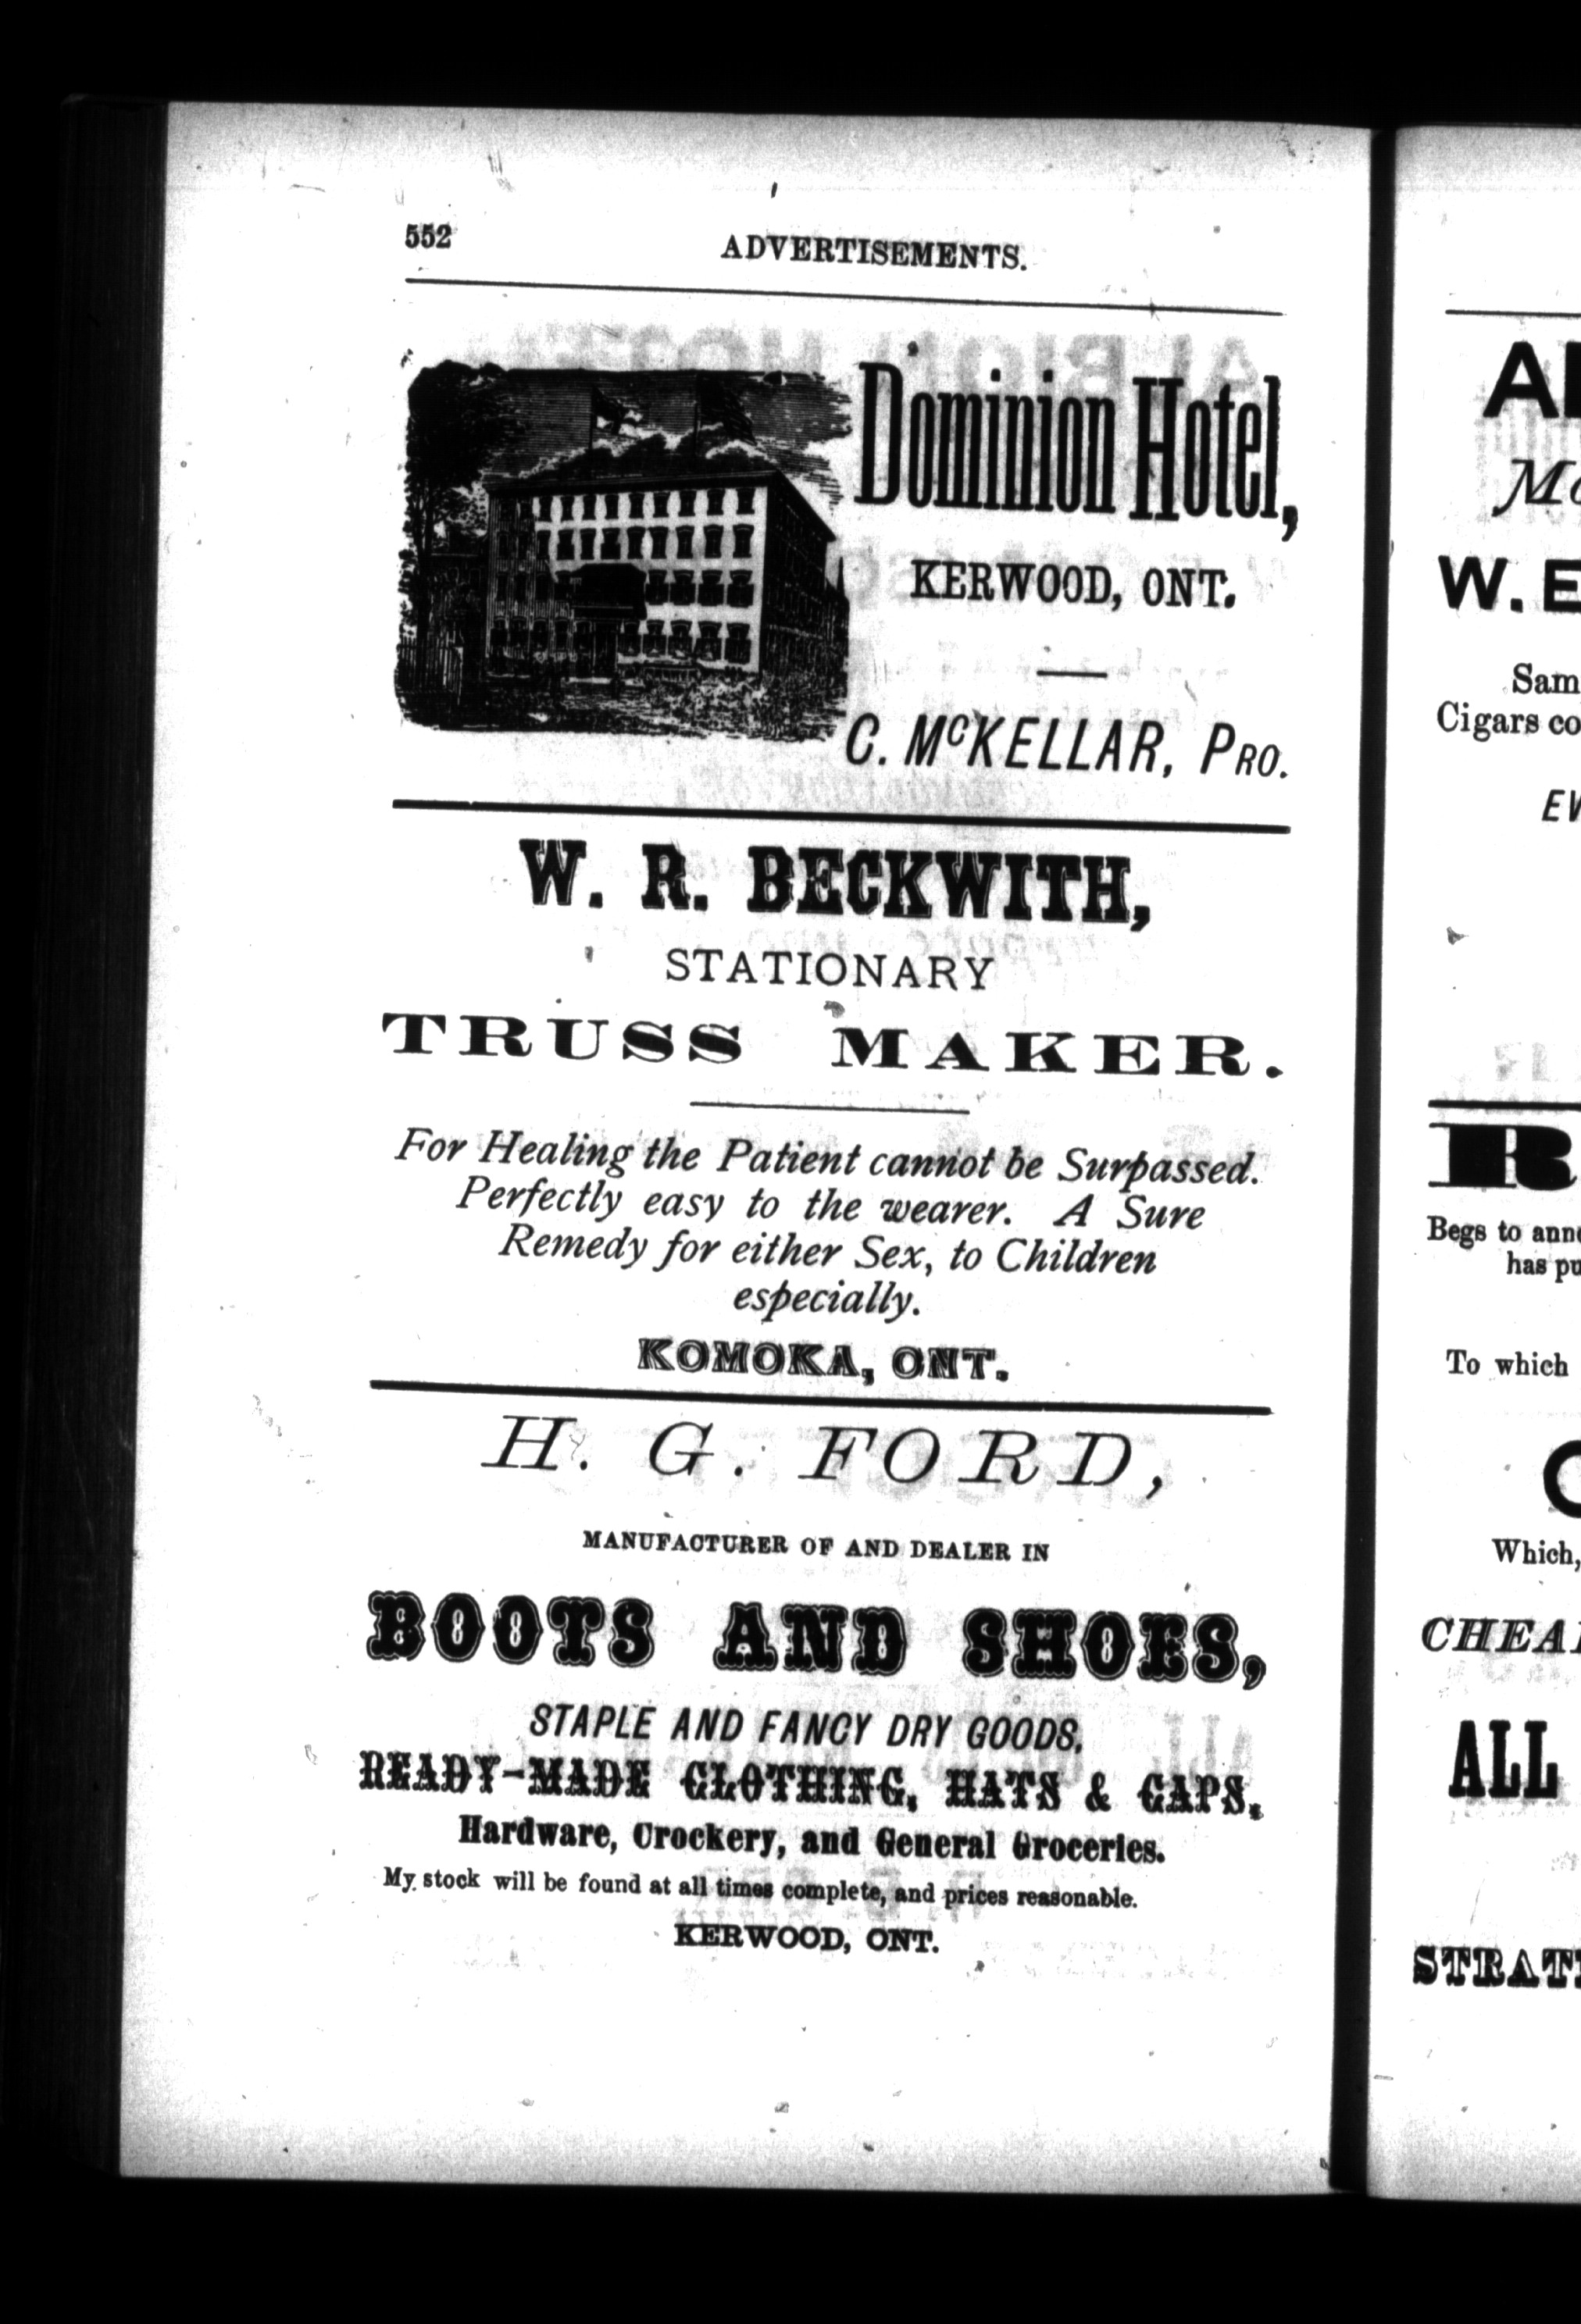 552
ADVERTISEMENTS.
Dominion Hotel,
KERWOOD, ONT.
C. McKELLAR, PRO.
W. R. BECKWITH,
STATIONARY
TRUSS MAKER.
For Healing the Patient cannot be Surpassed.
Perfectly easy to the wearer. A Sure
Remedy for either Sex, to Children
especially.
KOMOKA, ONT.
H. G. FORD,
MANUFACTURER OF AND DEALER IN
BOOTS AND SHOES,
STAPLE AND FANCY DRY GOODS,
READY-MADE CLOTHING, HATS & CAPS,
Hardware, Crockery, and General Groceries.
My stock will be found at all times complete, and prices reasonable.
KERWOOD, ONT.
W. E
Sam
Cigars co
Begs to ann
has pu
To which
Which,
CHEA
ALL
STRAT